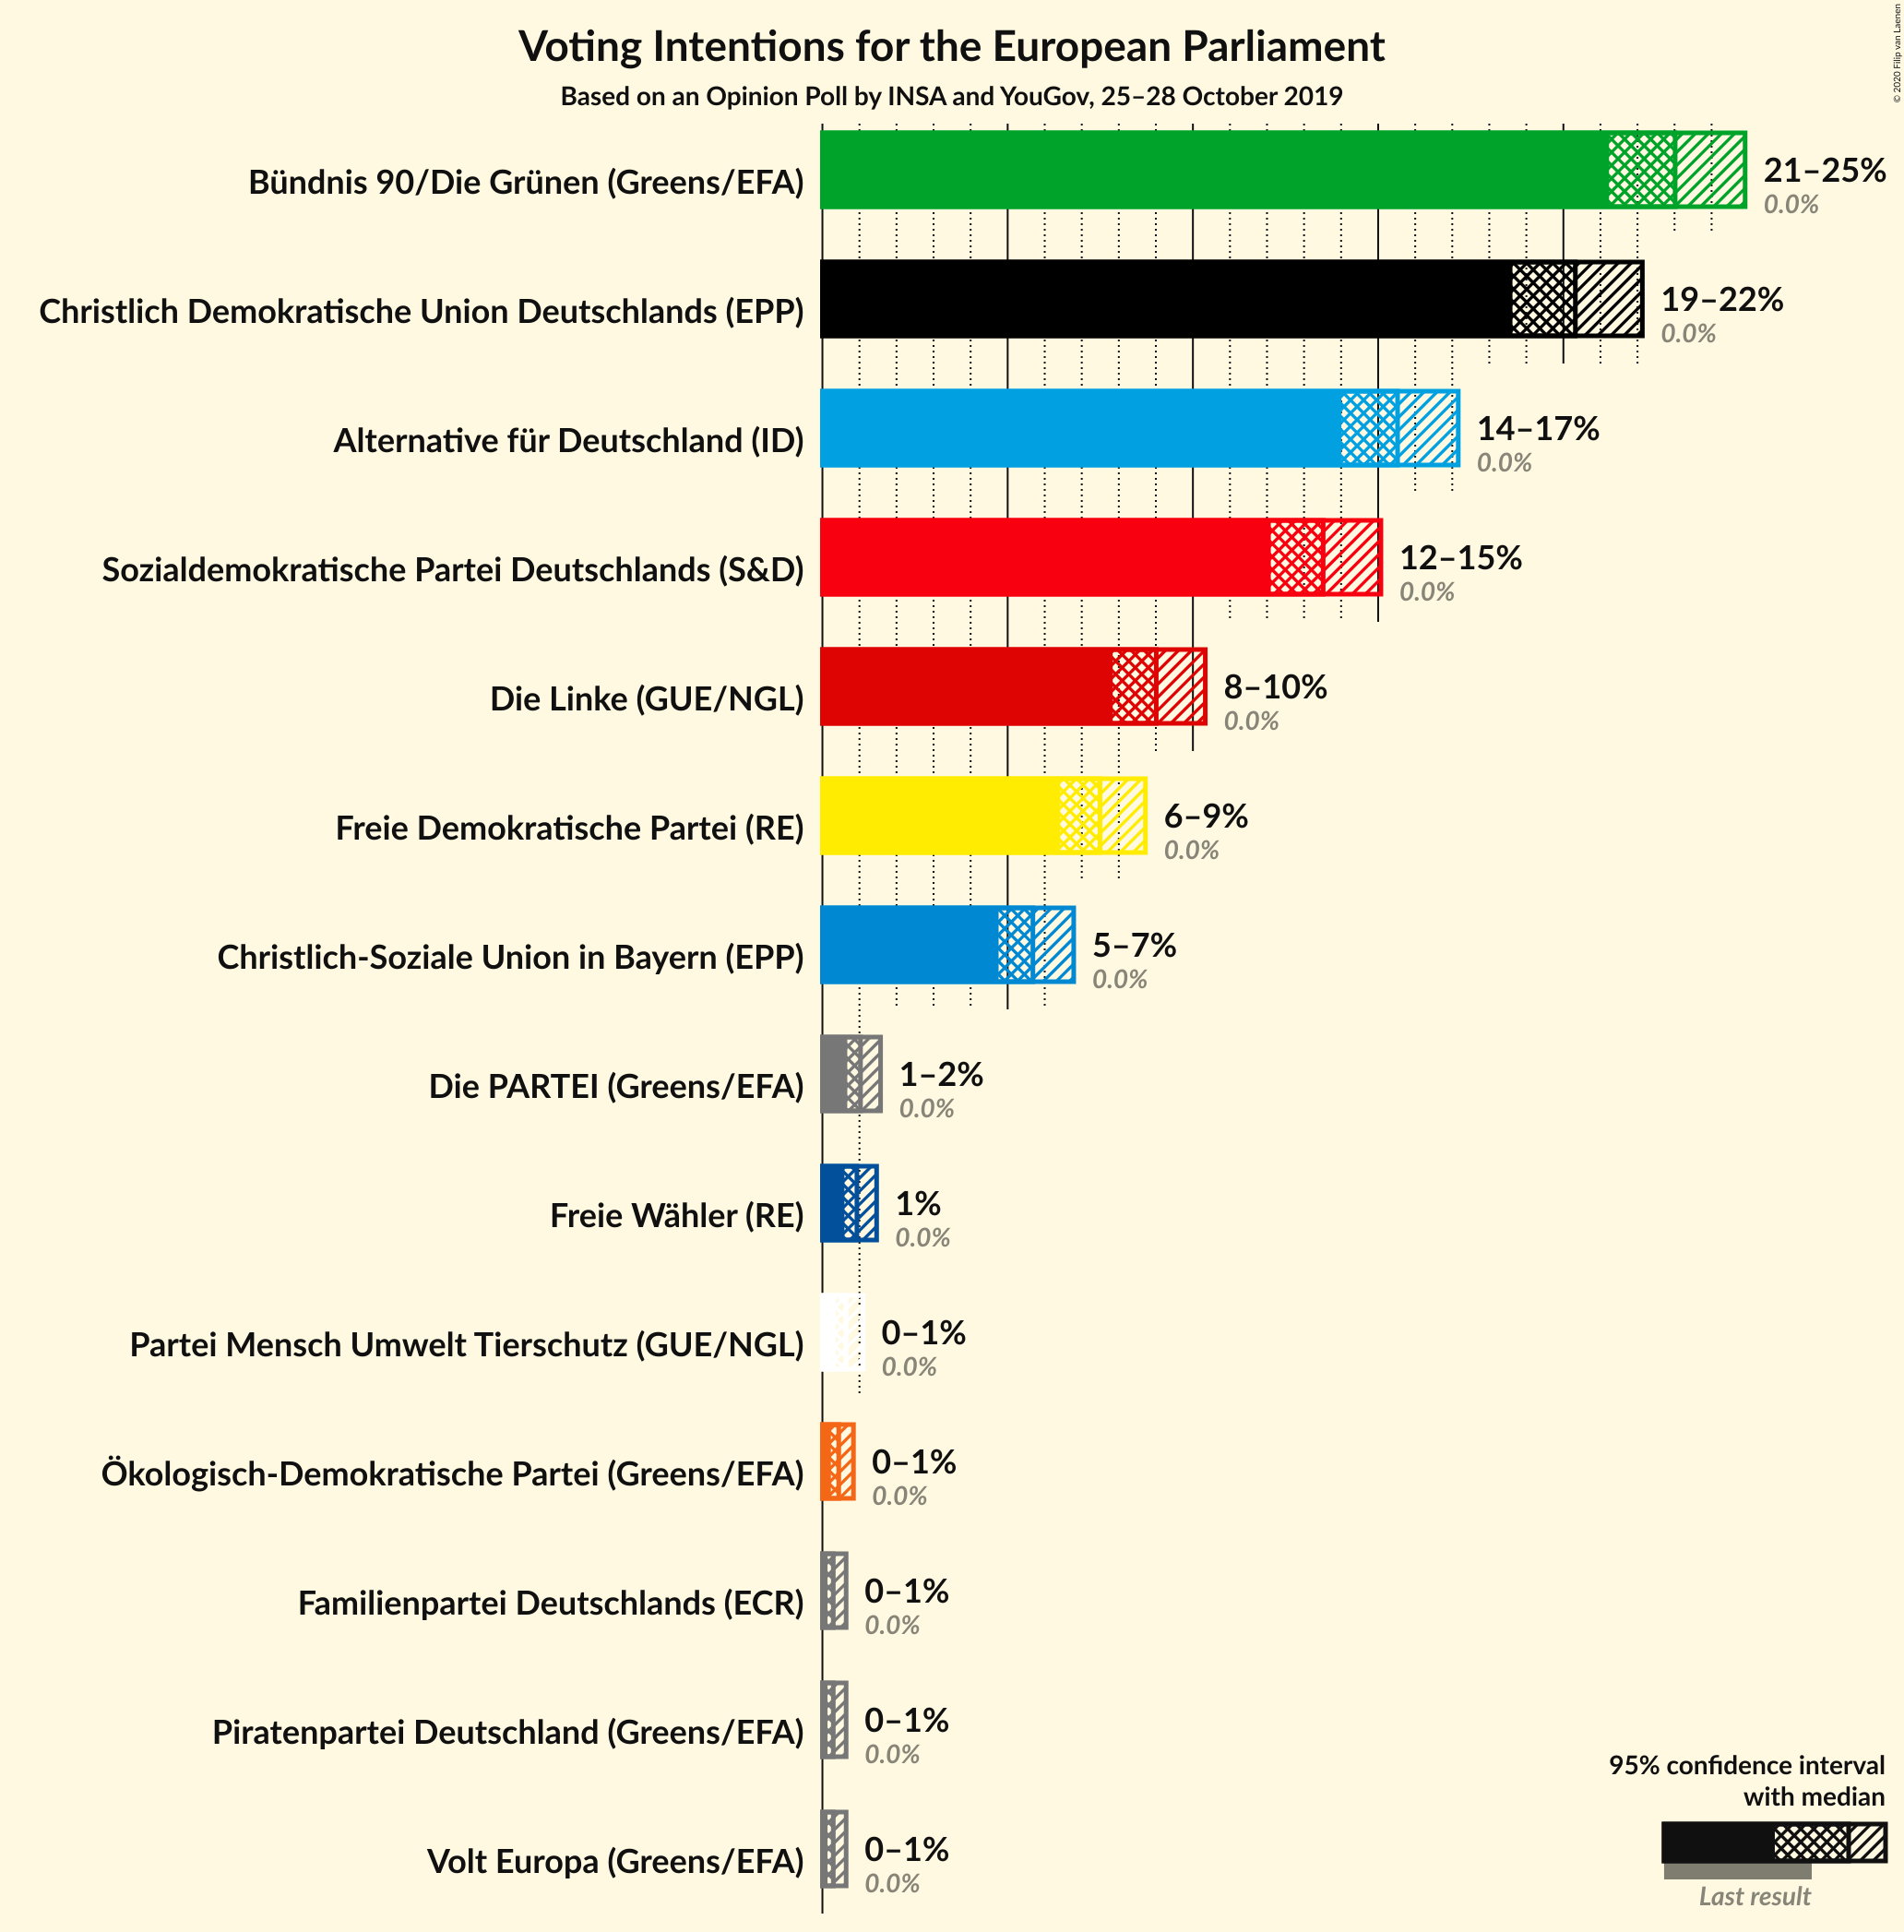 Voting Intentions for the European Parliament
Based on an Opinion Poll by INSA and YouGov, 25–28 October 2019
© 2020 Filip van Laenen
Bündnis 90/Die Grünen (Greens/EFA)
21–25%
0.0%
Christlich Demokratische Union Deutschlands (EPP)
19–22%
0.0%
Alternative für Deutschland (ID)
14–17%
0.0%
Sozialdemokratische Partei Deutschlands (S&D)
12–15%
0.0%
Die Linke (GUE/NGL)
8–10%
0.0%
Freie Demokratische Partei (RE)
6–9%
0.0%
Christlich-Soziale Union in Bayern (EPP)
5–7%
0.0%
Die PARTEI (Greens/EFA)
1–2%
0.0%
Freie Wähler (RE)
1%
0.0%
Partei Mensch Umwelt Tierschutz (GUE/NGL)
0–1%
0.0%
Ökologisch-Demokratische Partei (Greens/EFA)
0–1%
0.0%
Familienpartei Deutschlands (ECR)
0–1%
0.0%
Piratenpartei Deutschland (Greens/EFA)
0–1%
0.0%
Volt Europa (Greens/EFA)
0–1%
0.0%
95% confidence interval
with median
Last result